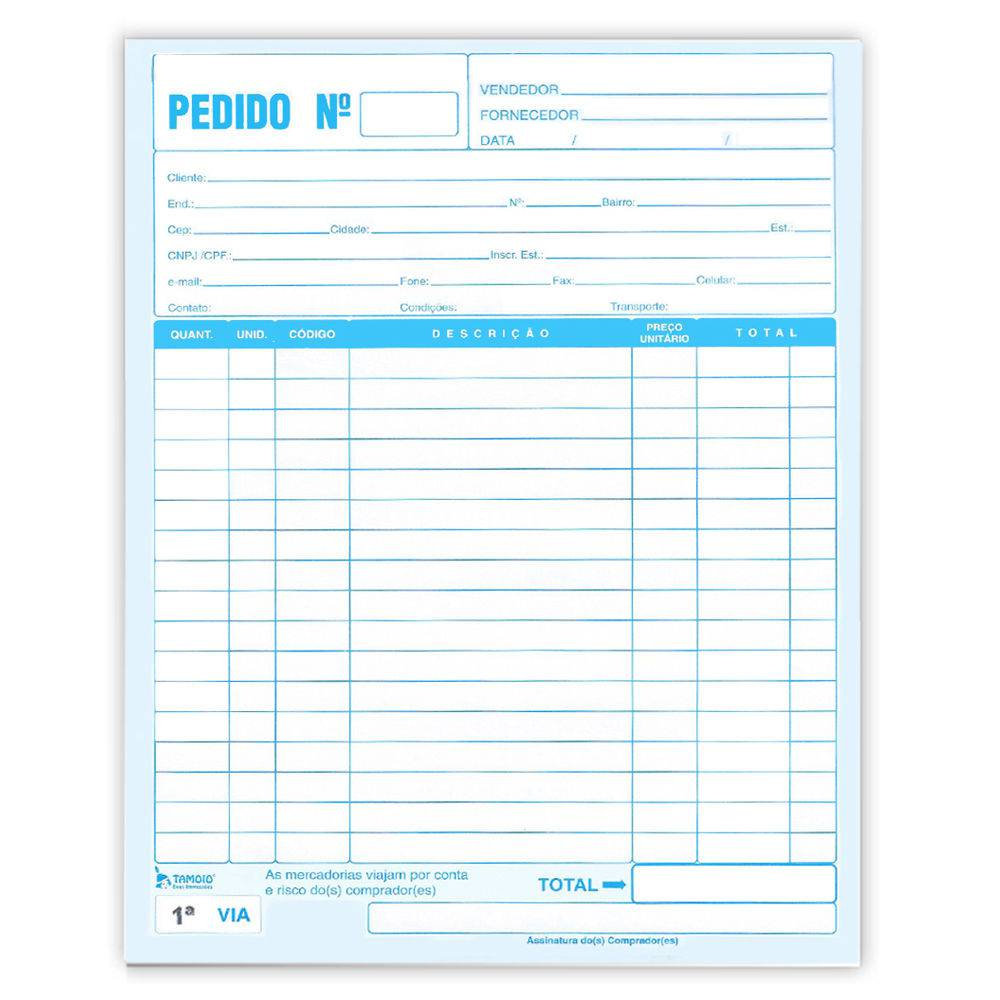 PEDIDO Nº
VENDEDOR
FORNECEDOR
DATA / /
Cliente:
End.: Nº: Bairro:
Cep: Cidade: Est.:
CNPJ /CPF: Inscr. Est.:
e-mail: Fone: Fax: Celular:
Contato: Condições: Transporte:
QUANT. UNID. CÓDIGO DESCRIÇÃO PREÇO UNITÁRIO TOTAL
TAMOIO®
Boas Impressões
As mercadorias viajam por conta
e risco do(s) comprador(es)
TOTAL
1ª VIA
Assinatura do(s) Comprador(es)